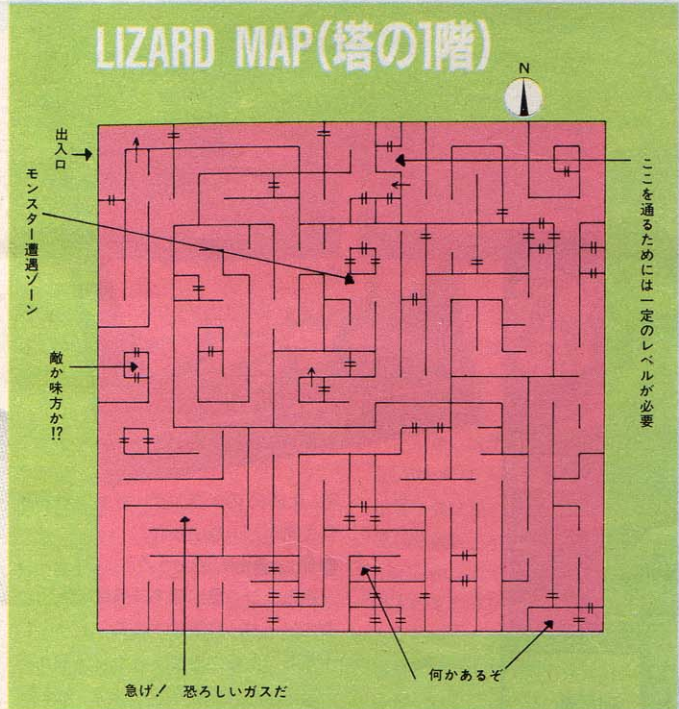 LIZARD MAP(塔の1階)
N
出入口
モンスター遭遇ゾーン
ここを通るためには一定のレベルが必要
敵か味方か!?
急げ! 恐ろしいガスだ
何かあるぞ